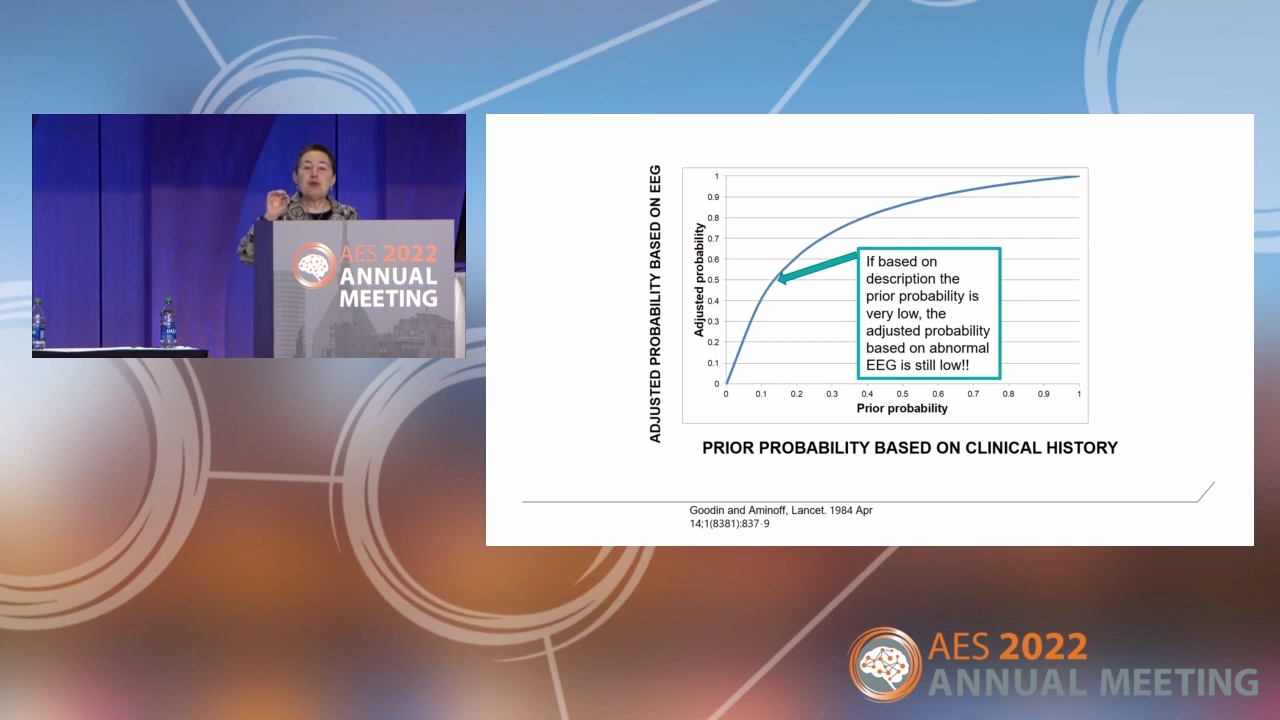 AES 2022
ANNUAL
MEETING
ADJUSTED PROBABILITY BASED ON EEG
Adjusted probability
1
0.9
0.8
0.7
0.6
0.5
0.4
0.3
0.2
0.1
0
If based on
description the
prior probability is
very low, the
adjusted probability
based on abnormal
EEG is still low!!
0 0.1 0.2 0.3 0.4 0.5 0.6 0.7 0.8 0.9 1
Prior probability
PRIOR PROBABILITY BASED ON CLINICAL HISTORY
Goodin and Aminoff, Lancet. 1984 Apr
14;1(8381):837-9
AES 2022
ANNUAL MEETING